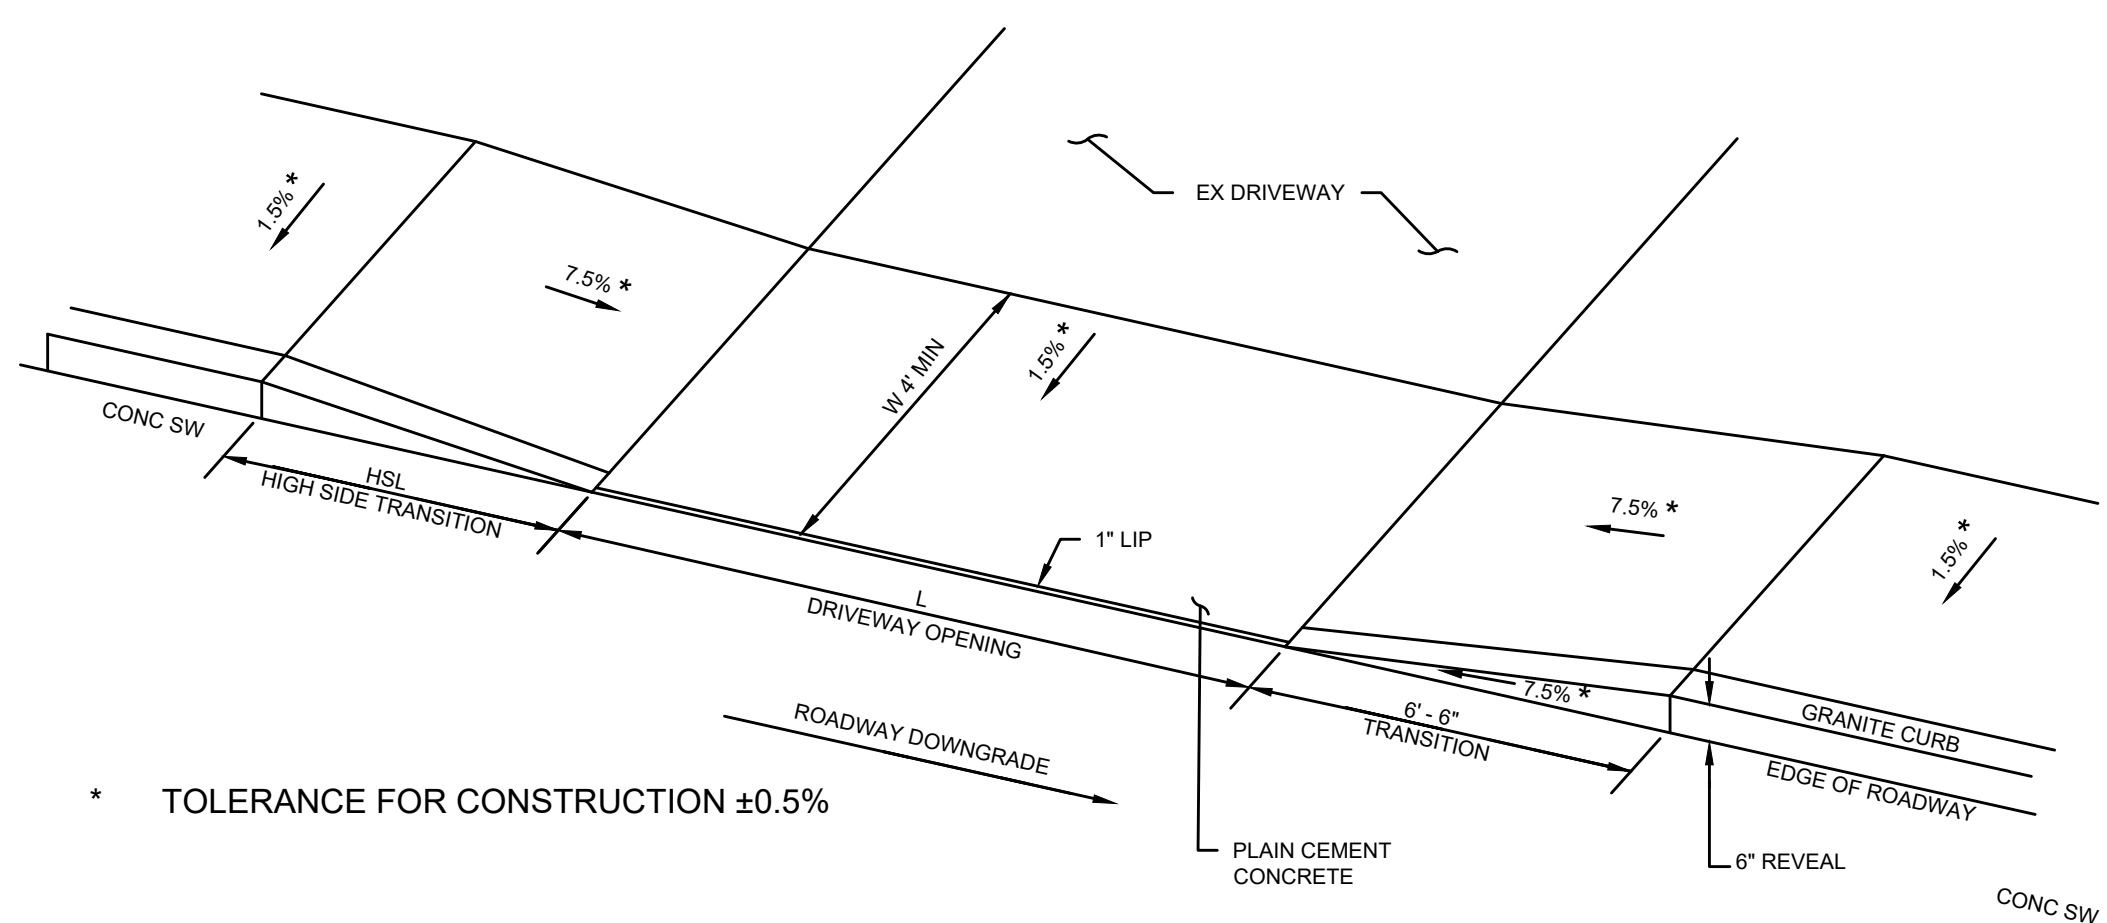 EX DRIVEWAY
1.5% *
7.5% *
W 4' MIN
1.5% *
CONC SW
HSL
HIGH SIDE TRANSITION
7.5% *
1.5% *
1" LIP
L
DRIVEWAY OPENING
7.5% *
6' - 6"
TRANSITION
GRANITE CURB
EDGE OF ROADWAY
ROADWAY DOWNGRADE
* TOLERANCE FOR CONSTRUCTION ±0.5%
PLAIN CEMENT
CONCRETE
6" REVEAL
CONC SW